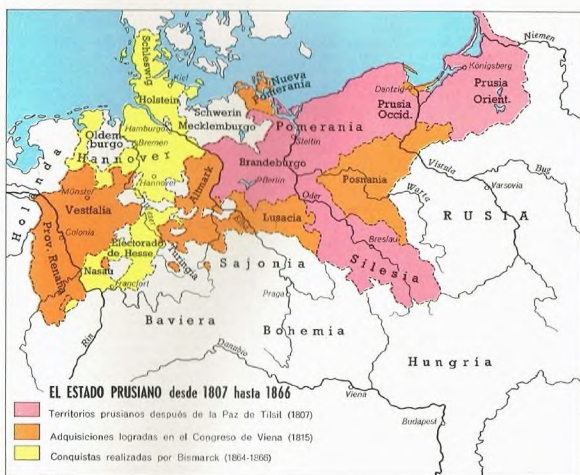 Niemen
Schleswig
Kiel
Königsberg
Nueva
Pomerania
Dantzig
Prusia
Orient.
Holstein
Schwerin
Mecklemburgo
Prusia
Occid.
Hamburgo
Pomerania
Stettin
Oldem-
burgo
Bremen
Hannover
Holanda
Brandeburgo
Berlin
Vístula
Bug
Hannover
Altmark
Posnania
Warta
Varsovia
Münster
Vestfalia
Oder
RUSIA
Lusacia
Colonia
Prov. Renana
Electorado
de Hesse
Turingia
Breslau
Nasau
Sajonia
Silesia
Francfort
Praga
Baviera
Bohemia
Rin
Danubio
Hungría
Viena
Budapest
EL ESTADO PRUSIANO desde 1807 hasta 1866
Territorios prusianos después de la Paz de Tilsit (1807)
Adquisiciones logradas en el Congreso de Viena (1815)
Conquistas realizadas por Bismarck (1864-1866)